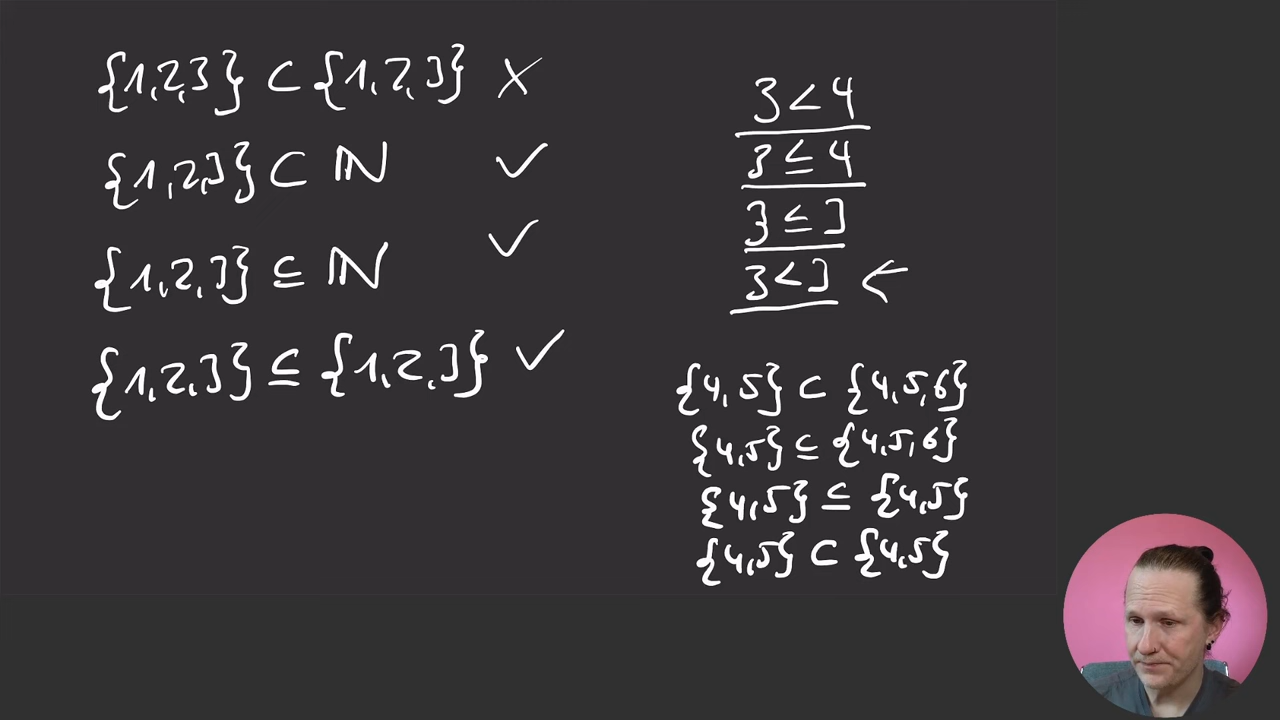 {1,2,3} ⊂ {1,2,3} ✗
{1,2,3} ⊂ ℕ ✓
{1,2,3} ⊆ ℕ ✓
{1,2,3} ⊆ {1,2,3} ✓
3 < 4
3 ≤ 4
3 ≤ 3
3 < 3 ←
{4,5} ⊂ {4,5,6}
{4,5} ⊆ {4,5,6}
{4,5} ⊆ {4,5}
{4,5} ⊂ {4,5}